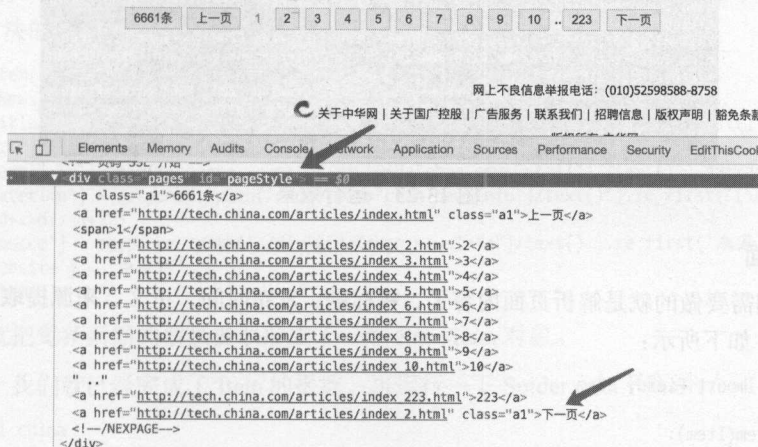 6661条 上一页 1 2 3 4 5 6 7 8 9 10 .. 223 下一页
网上不良信息举报电话：(010)52598588-8758
关于中华网 | 关于国广控股 | 广告服务 | 联系我们 | 招聘信息 | 版权声明 | 豁免条款
Elements Memory Audits Console Network Application Sources Performance Security EditThisCook
▼<div class="pages" id="pageStyle"> == $0
<a class="a1">6661条</a>
<a href="http://tech.china.com/articles/index.html" class="a1">上一页</a>
<span>1</span>
<a href="http://tech.china.com/articles/index_2.html">2</a>
<a href="http://tech.china.com/articles/index_3.html">3</a>
<a href="http://tech.china.com/articles/index_4.html">4</a>
<a href="http://tech.china.com/articles/index_5.html">5</a>
<a href="http://tech.china.com/articles/index_6.html">6</a>
<a href="http://tech.china.com/articles/index_7.html">7</a>
<a href="http://tech.china.com/articles/index_8.html">8</a>
<a href="http://tech.china.com/articles/index_9.html">9</a>
<a href="http://tech.china.com/articles/index_10.html">10</a>
" ..
<a href="http://tech.china.com/articles/index_223.html">223</a>
<a href="http://tech.china.com/articles/index_2.html" class="a1">下一页</a>
<!--/NEXPAGE-->
</div>